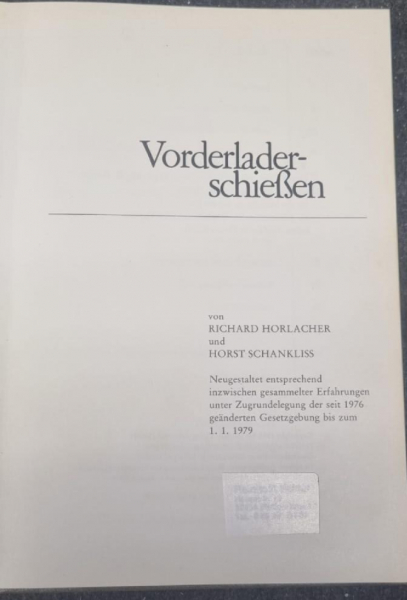 Vorderlader-
schießen
von
RICHARD HORLACHER
und
HORST SCHANKLISS
Neugestaltet entsprechend
inzwischen gesammelter Erfahrungen
unter Zugrundelegung der seit 1976
geänderten Gesetzgebung bis zum
1. 1. 1979